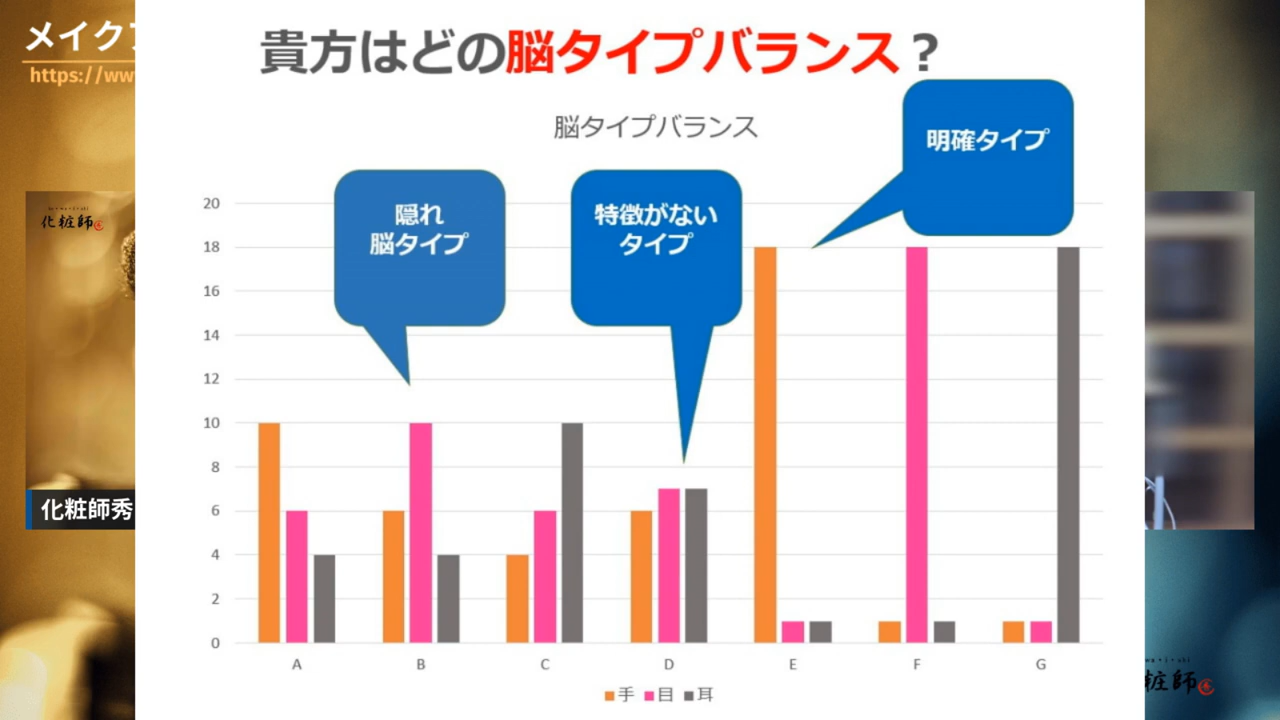 メイク
https://ww
貴方はどの脳タイプバランス？
脳タイプバランス
明確タイプ
隠れ
脳タイプ
特徴がない
タイプ
化粧師
20
18
16
14
12
10
8
6
4
2
0
A B C D E F G
手 目 耳
化粧師秀
粧師